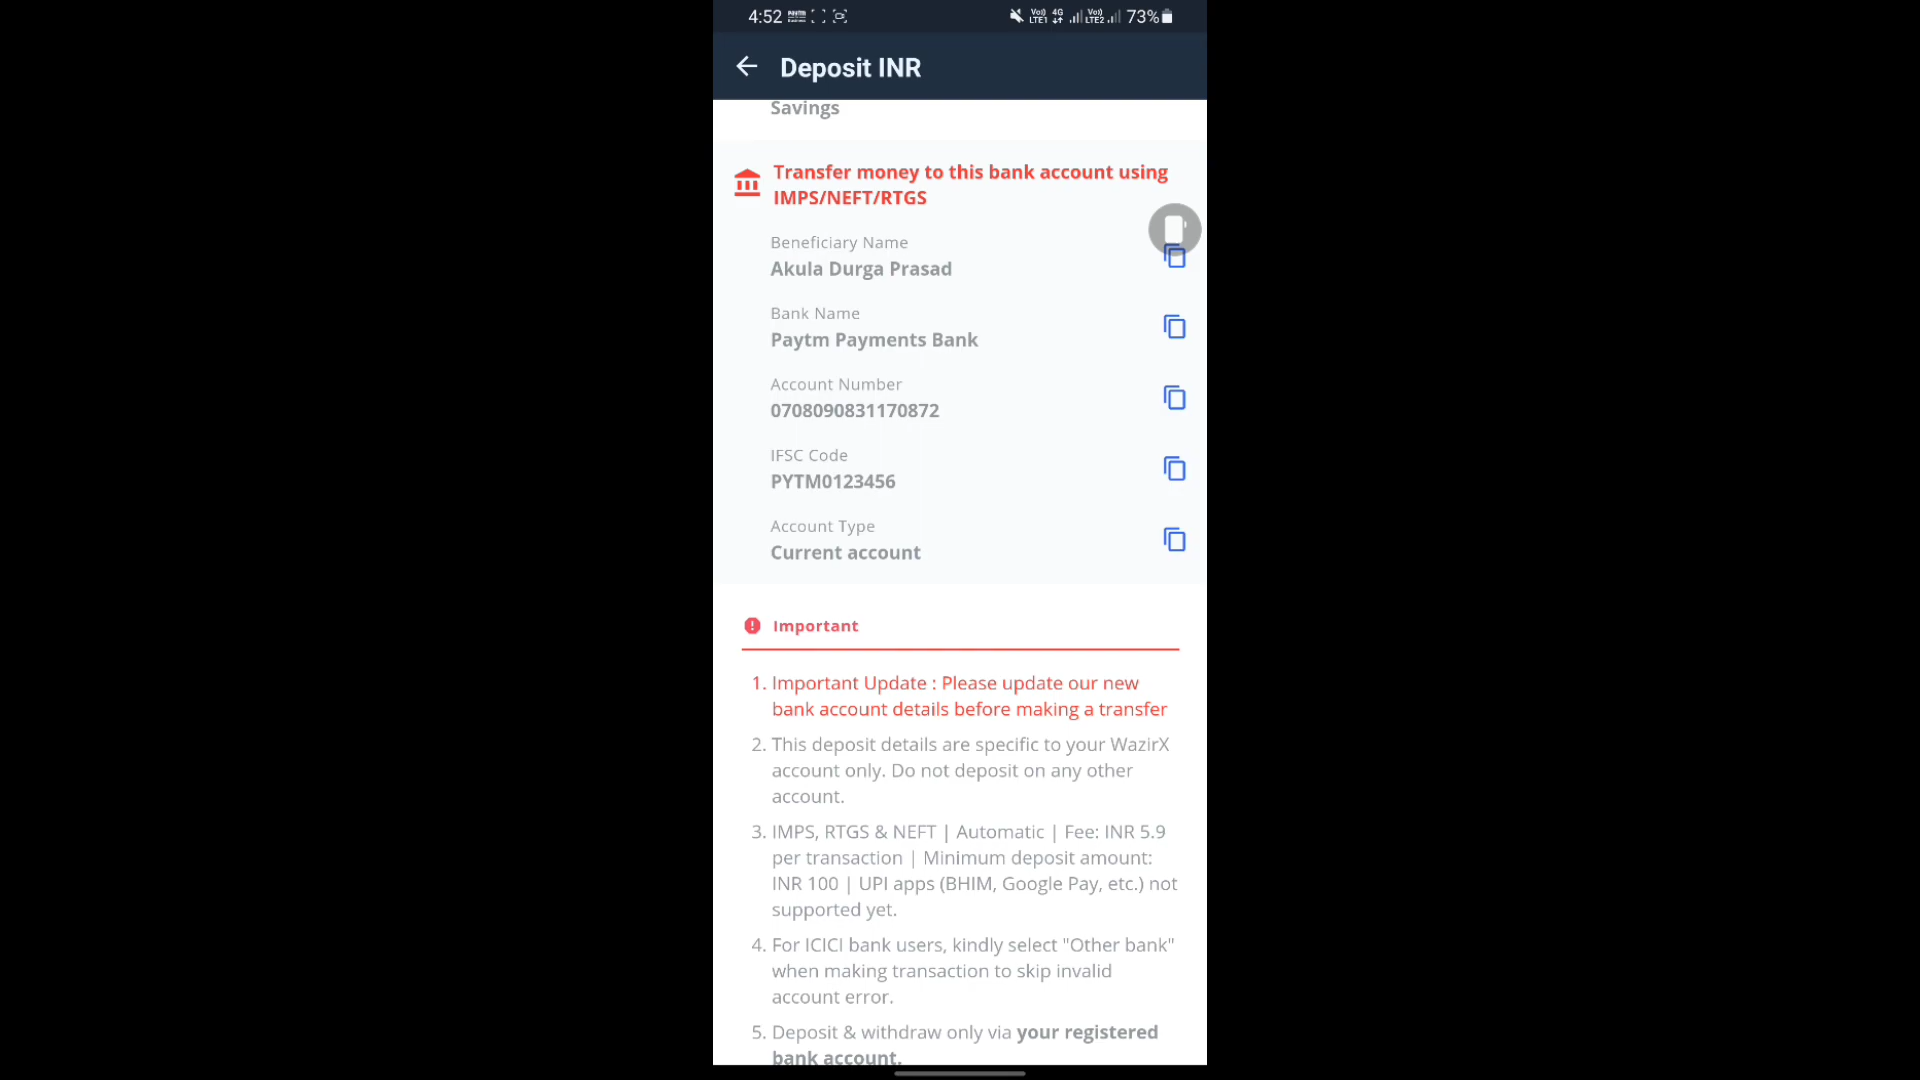 4:52
Vo)) 4G Vo)) 73%
LTE1 LTE2
Deposit INR
Savings
Transfer money to this bank account using
IMPS/NEFT/RTGS
Beneficiary Name
Akula Durga Prasad
Bank Name
Paytm Payments Bank
Account Number
0708090831170872
IFSC Code
PYTM0123456
Account Type
Current account
Important
1. Important Update : Please update our new
bank account details before making a transfer
2. This deposit details are specific to your WazirX
account only. Do not deposit on any other
account.
3. IMPS, RTGS & NEFT | Automatic | Fee: INR 5.9
per transaction | Minimum deposit amount:
INR 100 | UPI apps (BHIM, Google Pay, etc.) not
supported yet.
4. For ICICI bank users, kindly select "Other bank"
when making transaction to skip invalid
account error.
5. Deposit & withdraw only via your registered
bank account.